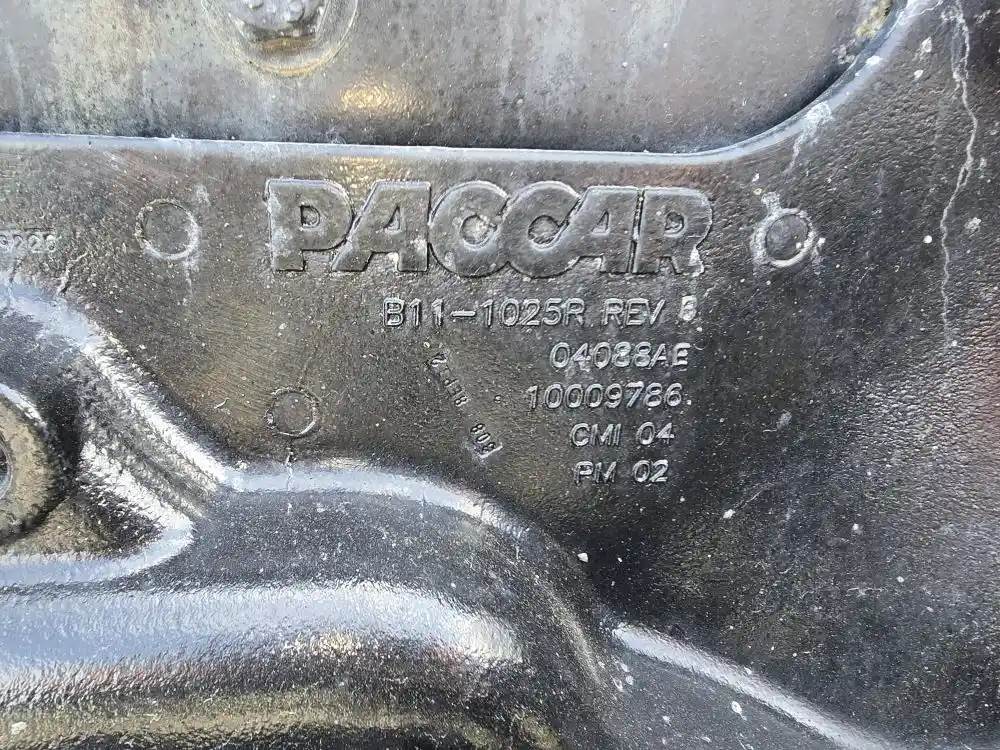 PACCAR
B11-1025R REV B
04088AE
10009786
CMI 04
PM 02